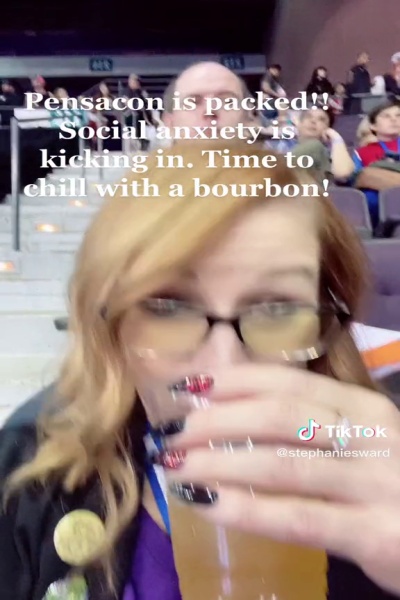 Pensacon is packed!!
Social anxiety is
kicking in. Time to
chill with a bourbon!
TikTok
@stephaniesward